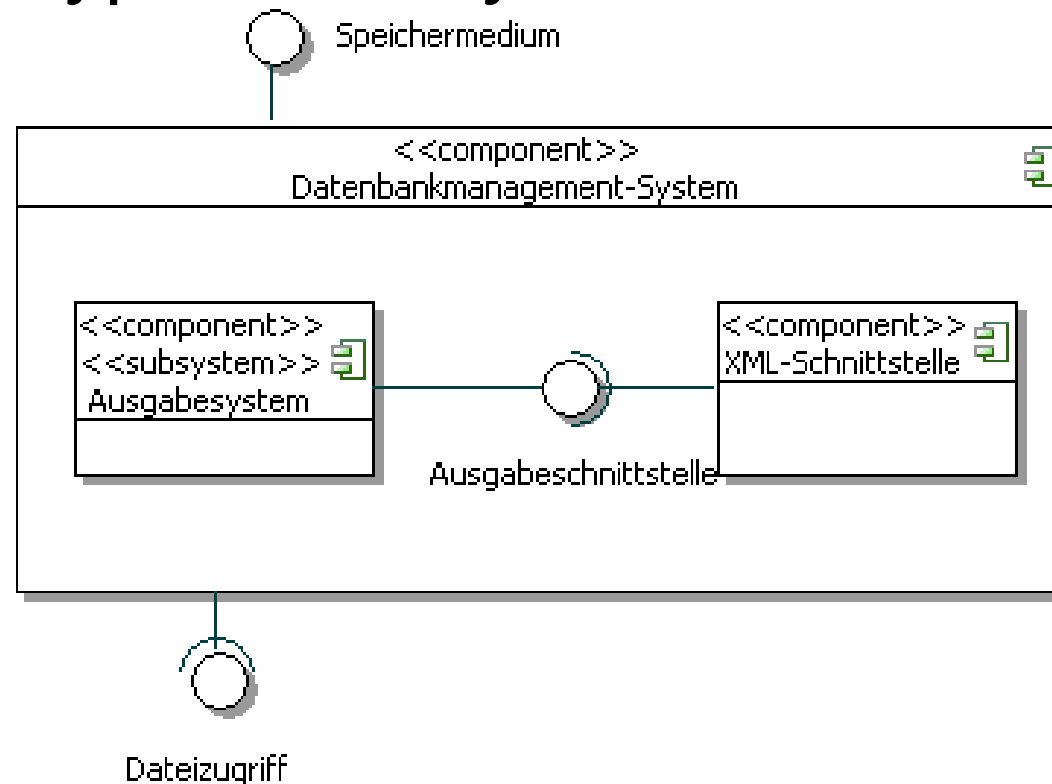 Speichermedium
<<component>>
Datenbankmanagement-System
<<component>>
<<subsystem>>
Ausgabesystem
<<component>>
XML-Schnittstelle
Ausgabeschnittstelle
Dateizugriff